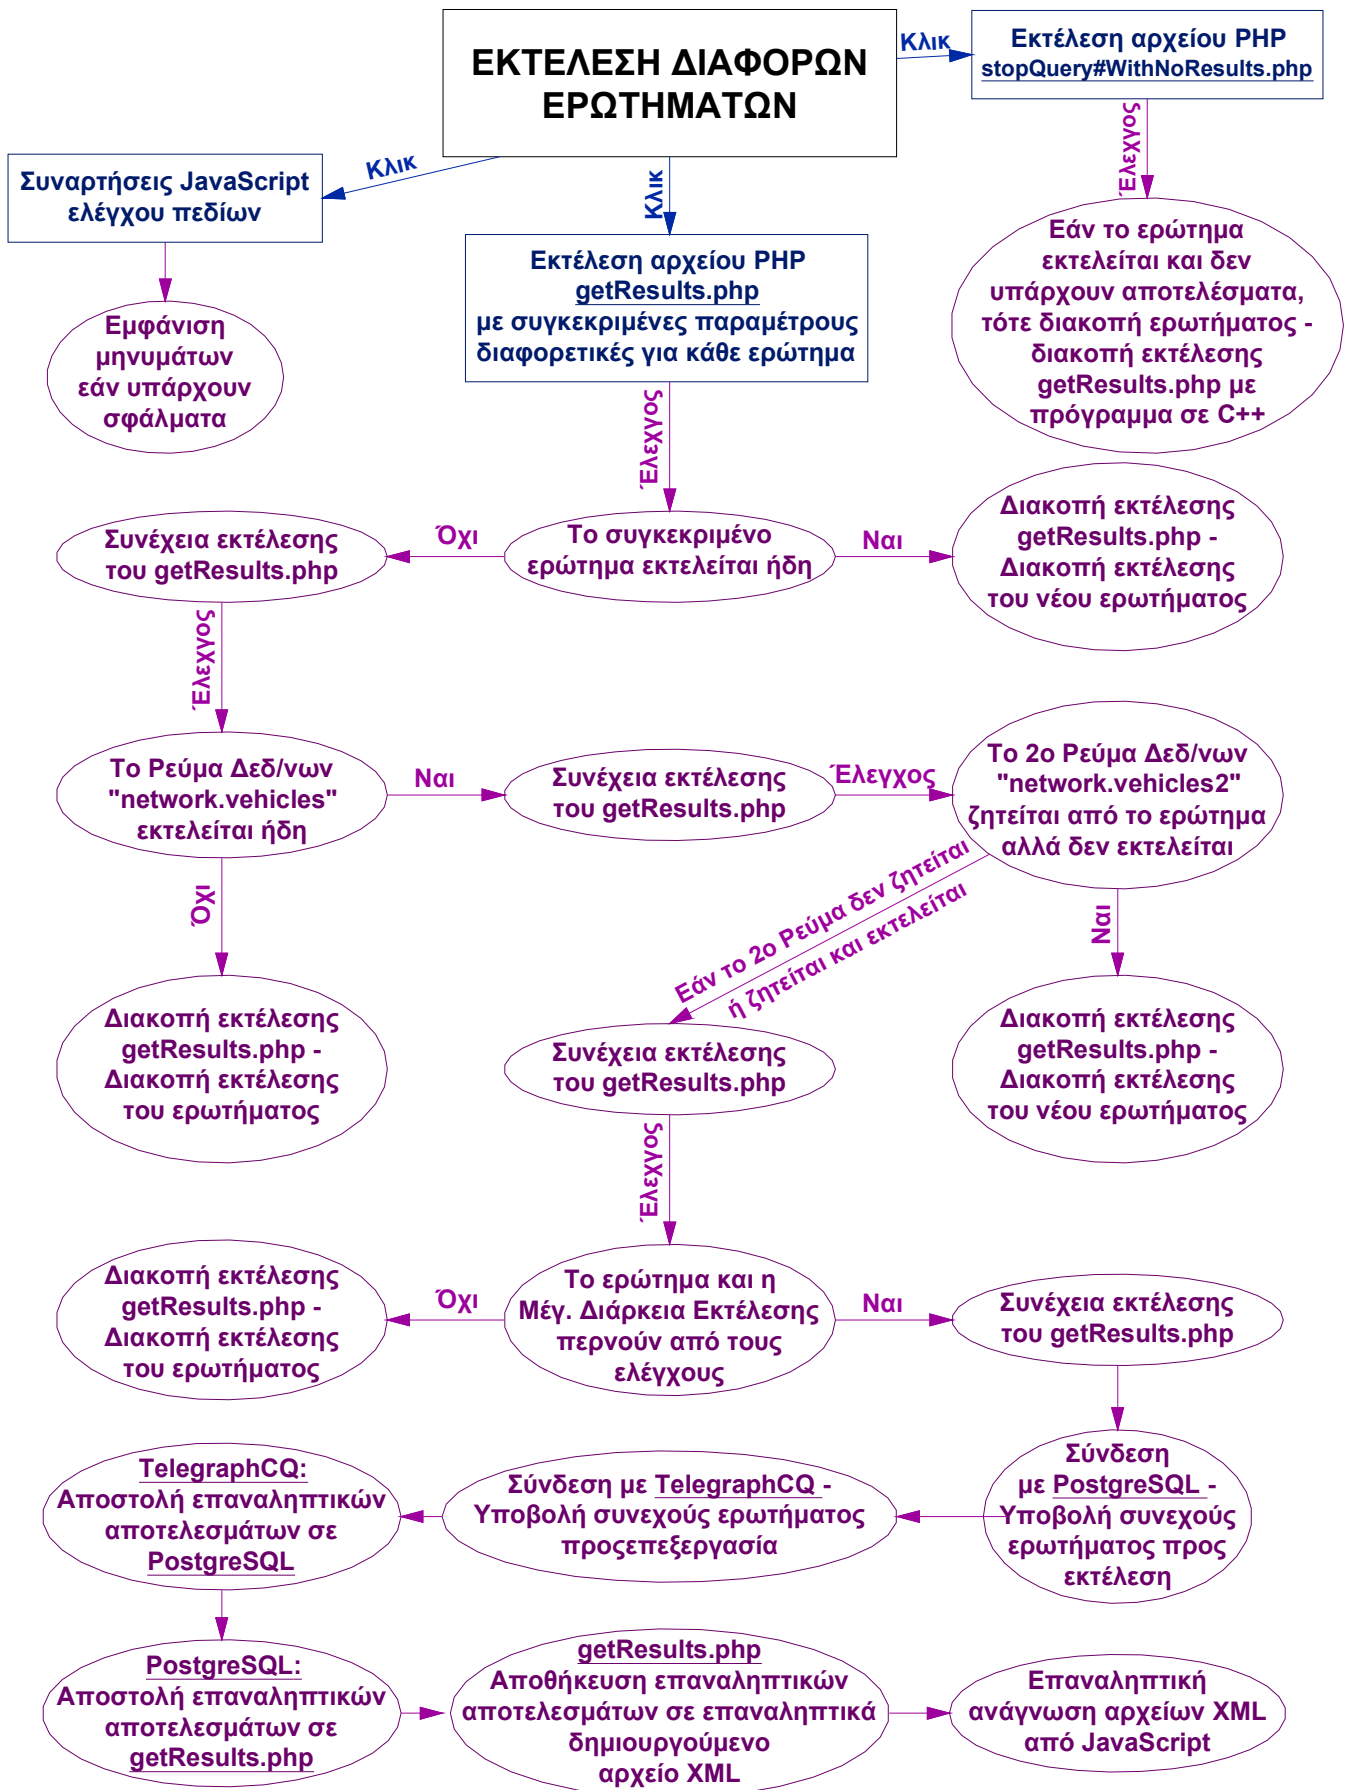 ΕΚΤΕΛΕΣΗ ΔΙΑΦΟΡΩΝ
ΕΡΩΤΗΜΑΤΩΝ
Κλικ
Εκτέλεση αρχείου PHP
stopQuery#WithNoResults.php
Έλεγχος
Εάν το ερώτημα
εκτελείται και δεν
υπάρχουν αποτελέσματα,
τότε διακοπή ερωτήματος -
διακοπή εκτέλεσης
getResults.php με
πρόγραμμα σε C++
Κλικ
Συναρτήσεις JavaScript
ελέγχου πεδίων
Εμφάνιση
μηνυμάτων
εάν υπάρχουν
σφάλματα
Κλικ
Εκτέλεση αρχείου PHP
getResults.php
με συγκεκριμένες παραμέτρους
διαφορετικές για κάθε ερώτημα
Έλεγχος
Το συγκεκριμένο
ερώτημα εκτελείται ήδη
Ναι
Διακοπή εκτέλεσης
getResults.php -
Διακοπή εκτέλεσης
του νέου ερωτήματος
Όχι
Συνέχεια εκτέλεσης
του getResults.php
Έλεγχος
Το Ρεύμα Δεδ/νων
"network.vehicles"
εκτελείται ήδη
Ναι
Συνέχεια εκτέλεσης
του getResults.php
Έλεγχος
Το 2ο Ρεύμα Δεδ/νων
"network.vehicles2"
ζητείται από το ερώτημα
αλλά δεν εκτελείται
Όχι
Διακοπή εκτέλεσης
getResults.php -
Διακοπή εκτέλεσης
του ερωτήματος
Εάν το 2ο Ρεύμα δεν ζητείται
ή ζητείται και εκτελείται
Συνέχεια εκτέλεσης
του getResults.php
Ναι
Διακοπή εκτέλεσης
getResults.php -
Διακοπή εκτέλεσης
του νέου ερωτήματος
Έλεγχος
Το ερώτημα και η
Μέγ. Διάρκεια Εκτέλεσης
περνούν από τους
ελέγχους
Όχι
Διακοπή εκτέλεσης
getResults.php -
Διακοπή εκτέλεσης
του ερωτήματος
Ναι
Συνέχεια εκτέλεσης
του getResults.php
Σύνδεση
με PostgreSQL -
Υποβολή συνεχούς
ερωτήματος προς
εκτέλεση
Σύνδεση με TelegraphCQ -
Υποβολή συνεχούς ερωτήματος
προςεπεξεργασία
TelegraphCQ:
Αποστολή επαναληπτικών
αποτελεσμάτων σε
PostgreSQL
PostgreSQL:
Αποστολή επαναληπτικών
αποτελεσμάτων σε
getResults.php
getResults.php
Αποθήκευση επαναληπτικών
αποτελεσμάτων σε επαναληπτικά
δημιουργούμενο
αρχείο XML
Επαναληπτική
ανάγνωση αρχείων XML
από JavaScript